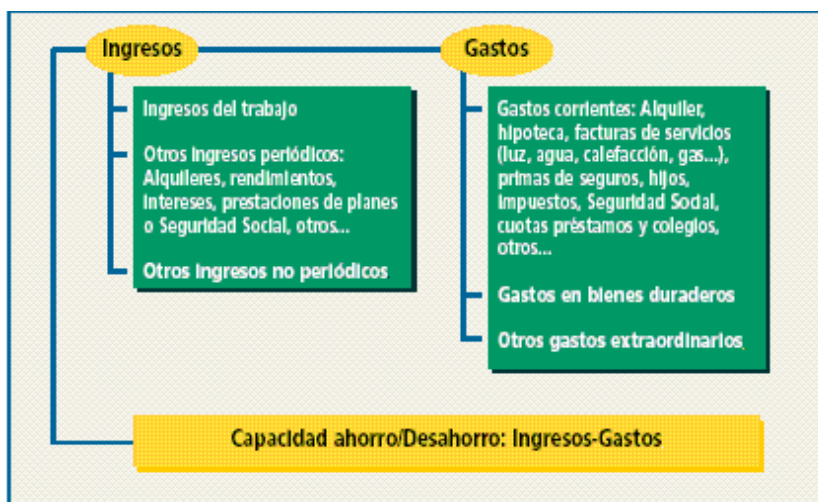 Ingresos
Gastos
Ingresos del trabajo
Otros ingresos periódicos:
Alquileres, rendimientos,
intereses, prestaciones de planes
o Seguridad Social, otros...
Otros ingresos no periódicos
Gastos corrientes: Alquiler,
hipoteca, facturas de servicios
(luz, agua, calefacción, gas...),
primas de seguros, hijos,
impuestos, Seguridad Social,
cuotas préstamos y colegios,
otros...
Gastos en bienes duraderos
Otros gastos extraordinarios.
Capacidad ahorro/Desahorro: Ingresos-Gastos